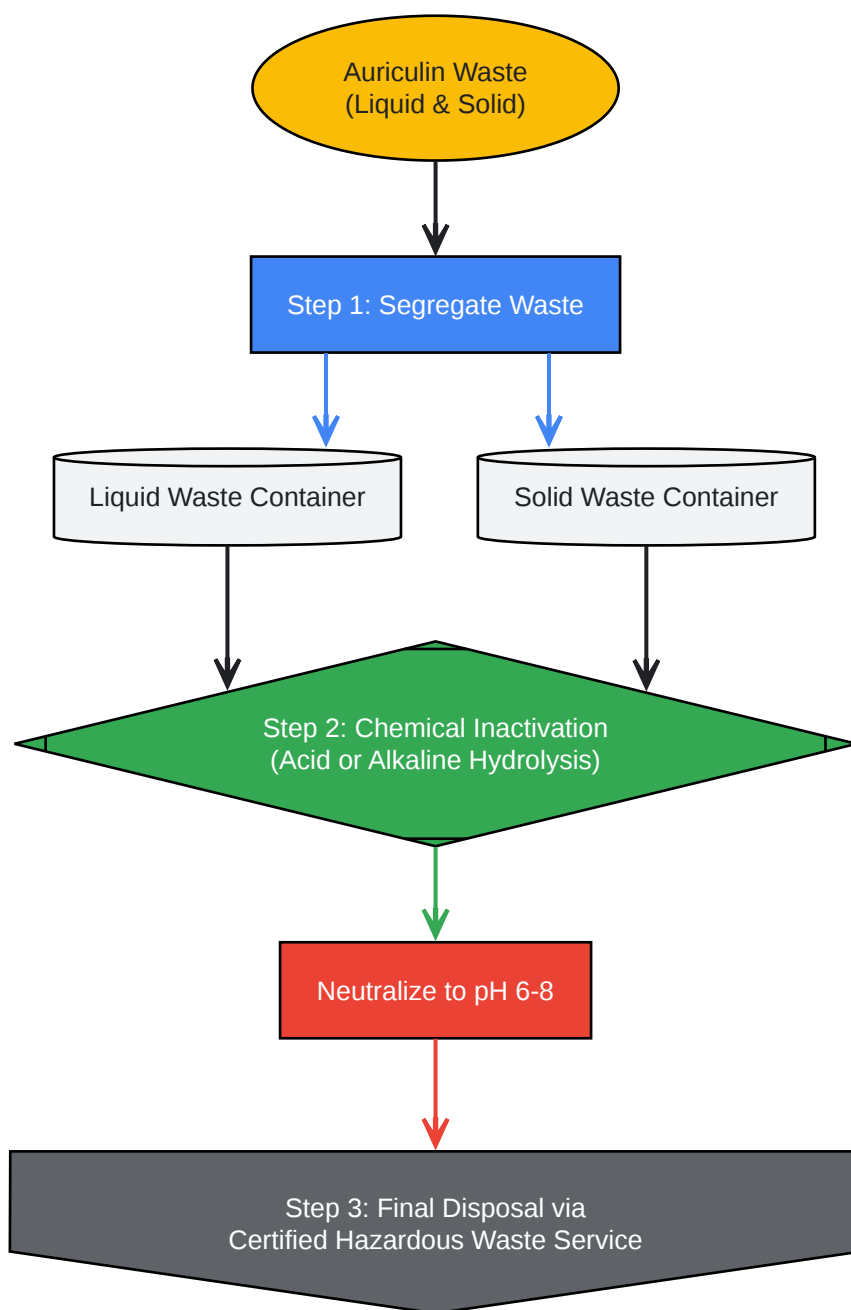 Auriculin Waste
(Liquid & Solid)
Step 1: Segregate Waste
Liquid Waste Container
Solid Waste Container
Step 2: Chemical Inactivation
(Acid or Alkaline Hydrolysis)
Neutralize to pH 6-8
Step 3: Final Disposal via
Certified Hazardous Waste Service